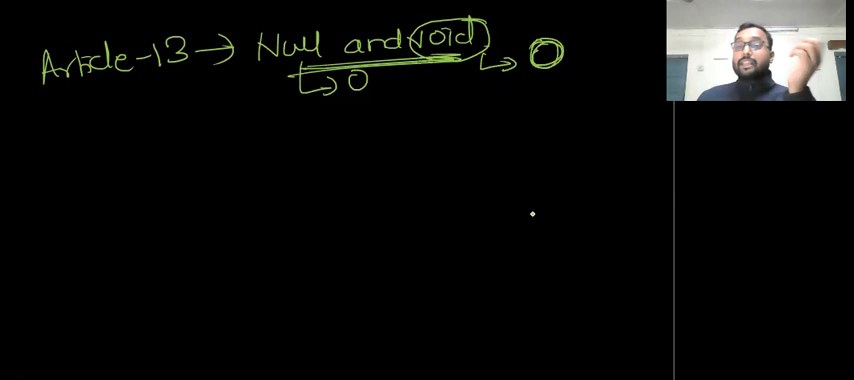 Article-13 → Null and void → 0
→ 0